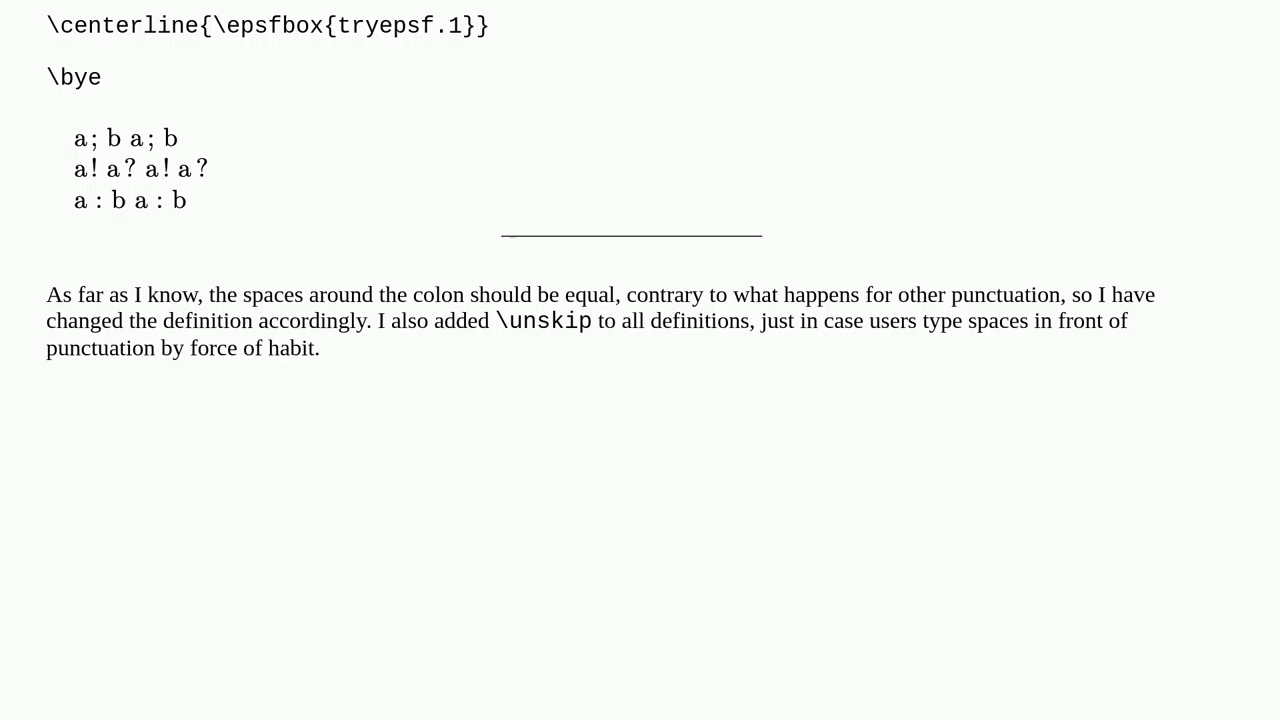 \centerline{\epsfbox{tryepsf.1}}
\bye
a ; b a ; b
a ! a ? a ! a ?
a : b a : b
As far as I know, the spaces around the colon should be equal, contrary to what happens for other punctuation, so I have
changed the definition accordingly. I also added \unskip to all definitions, just in case users type spaces in front of
punctuation by force of habit.